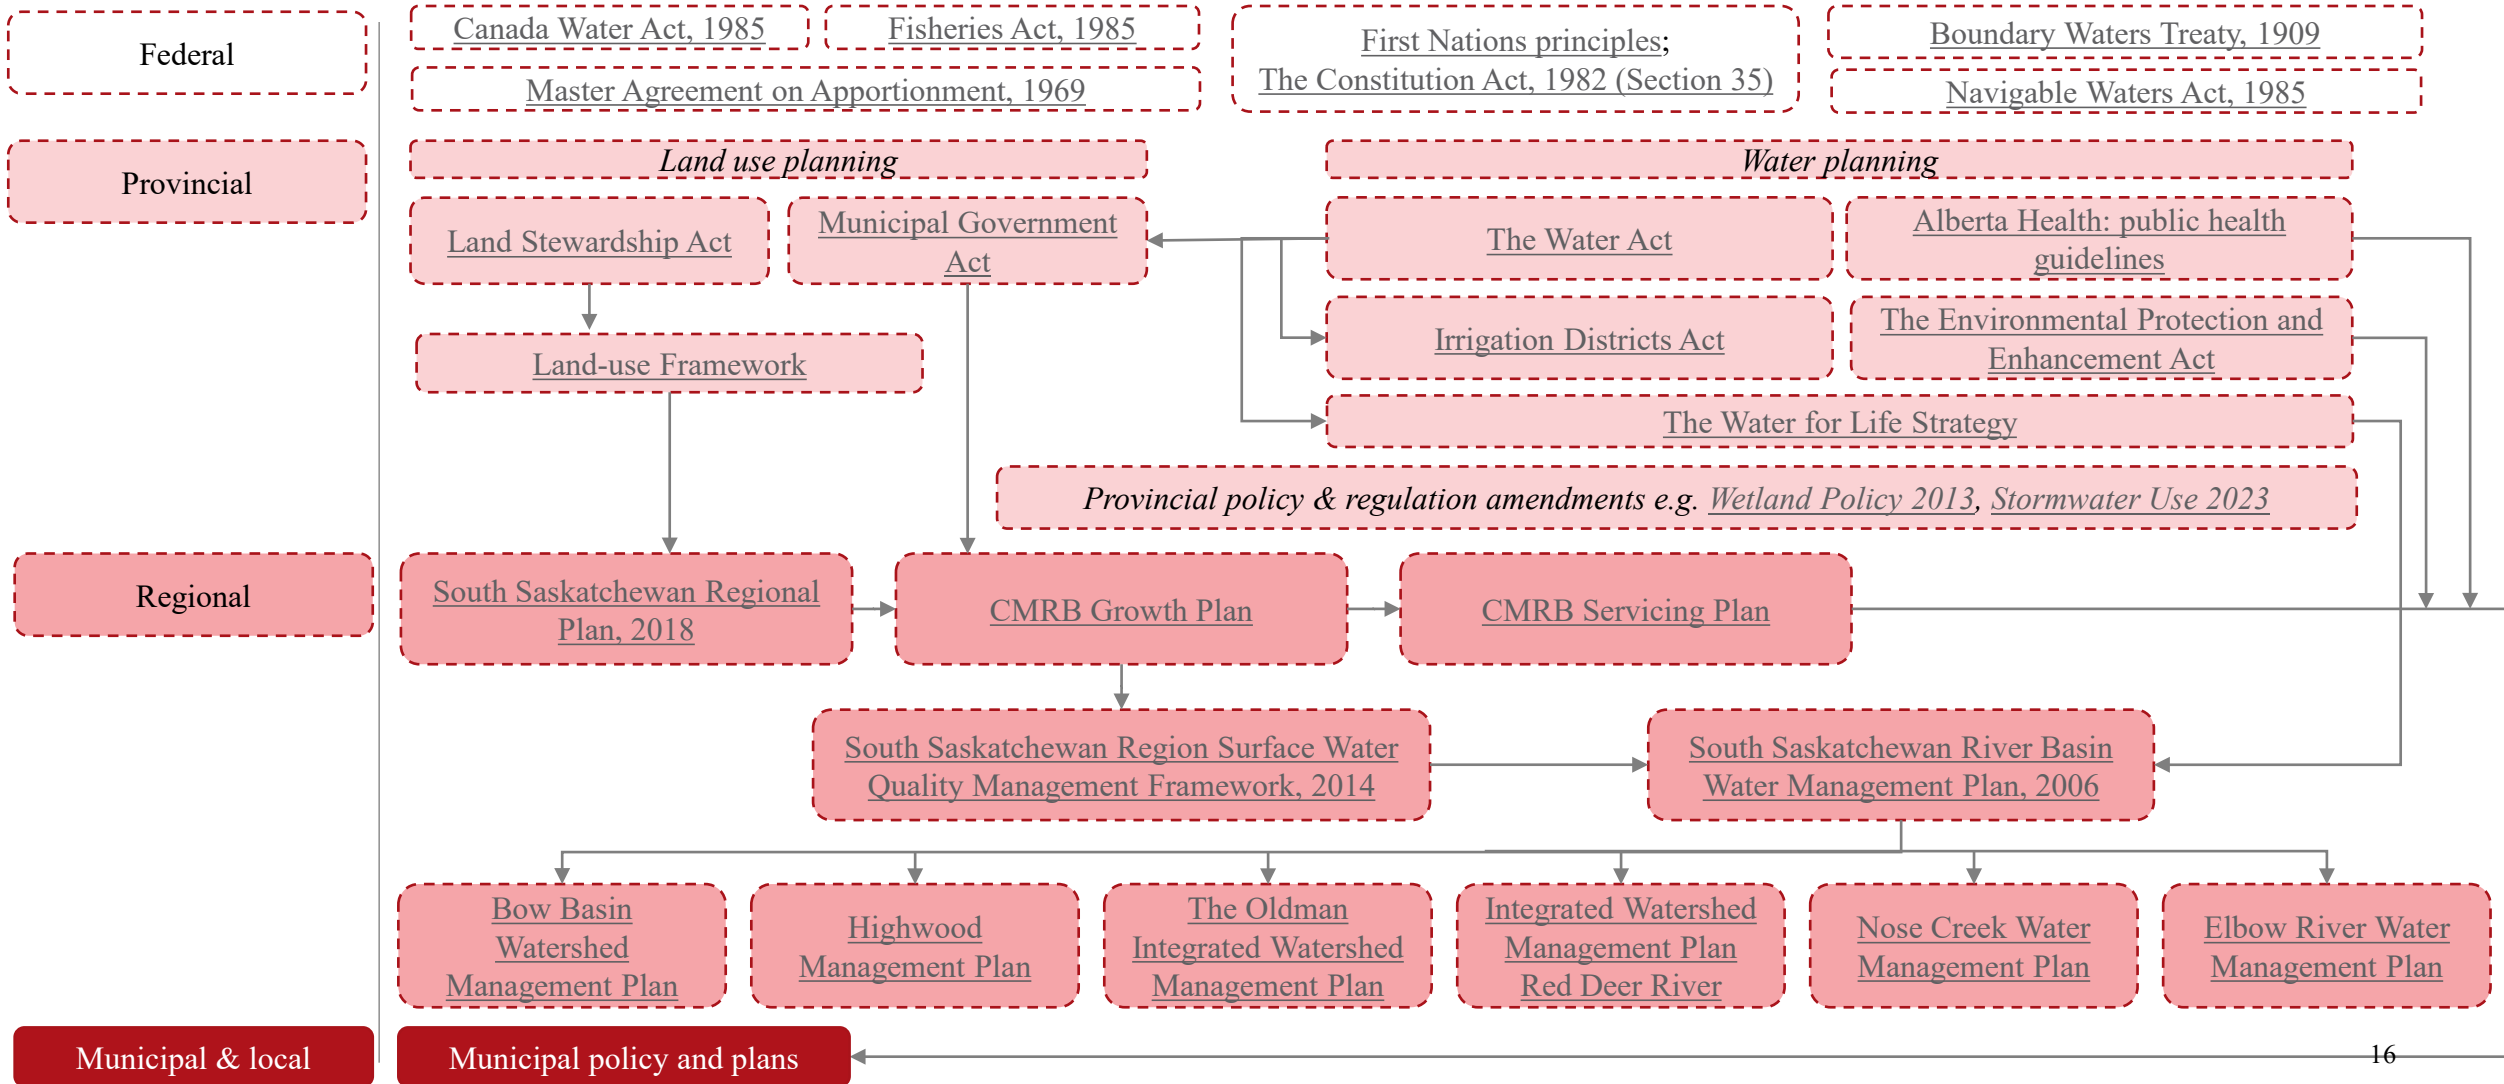 Federal
Canada Water Act, 1985
Fisheries Act, 1985
Master Agreement on Apportionment, 1969
First Nations principles;
The Constitution Act, 1982 (Section 35)
Boundary Waters Treaty, 1909
Navigable Waters Act, 1985
Provincial
Land use planning
Water planning
Land Stewardship Act
Municipal Government
Act
The Water Act
Alberta Health: public health
guidelines
Land-use Framework
Irrigation Districts Act
The Environmental Protection and
Enhancement Act
The Water for Life Strategy
Provincial policy & regulation amendments e.g. Wetland Policy 2013, Stormwater Use 2023
Regional
South Saskatchewan Regional
Plan, 2018
CMRB Growth Plan
CMRB Servicing Plan
South Saskatchewan Region Surface Water
Quality Management Framework, 2014
South Saskatchewan River Basin
Water Management Plan, 2006
Bow Basin
Watershed
Management Plan
Highwood
Management Plan
The Oldman
Integrated Watershed
Management Plan
Integrated Watershed
Management Plan
Red Deer River
Nose Creek Water
Management Plan
Elbow River Water
Management Plan
Municipal & local
Municipal policy and plans
16